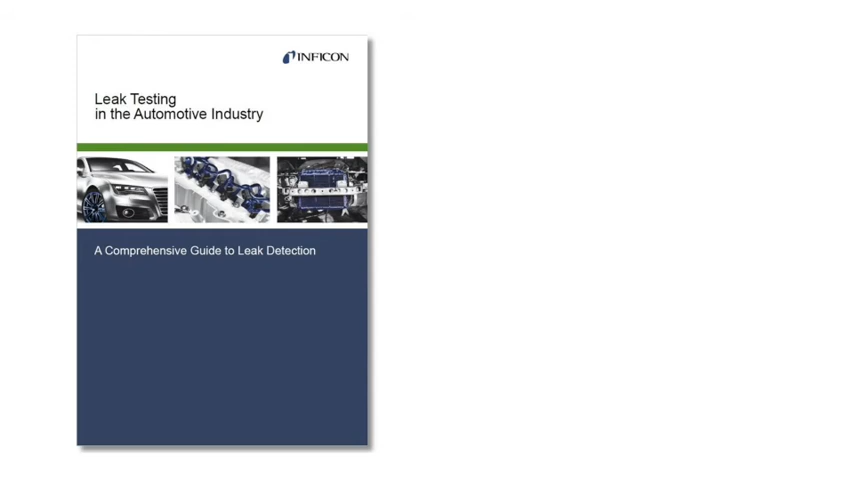 INFICON
Leak Testing
in the Automotive Industry
A Comprehensive Guide to Leak Detection